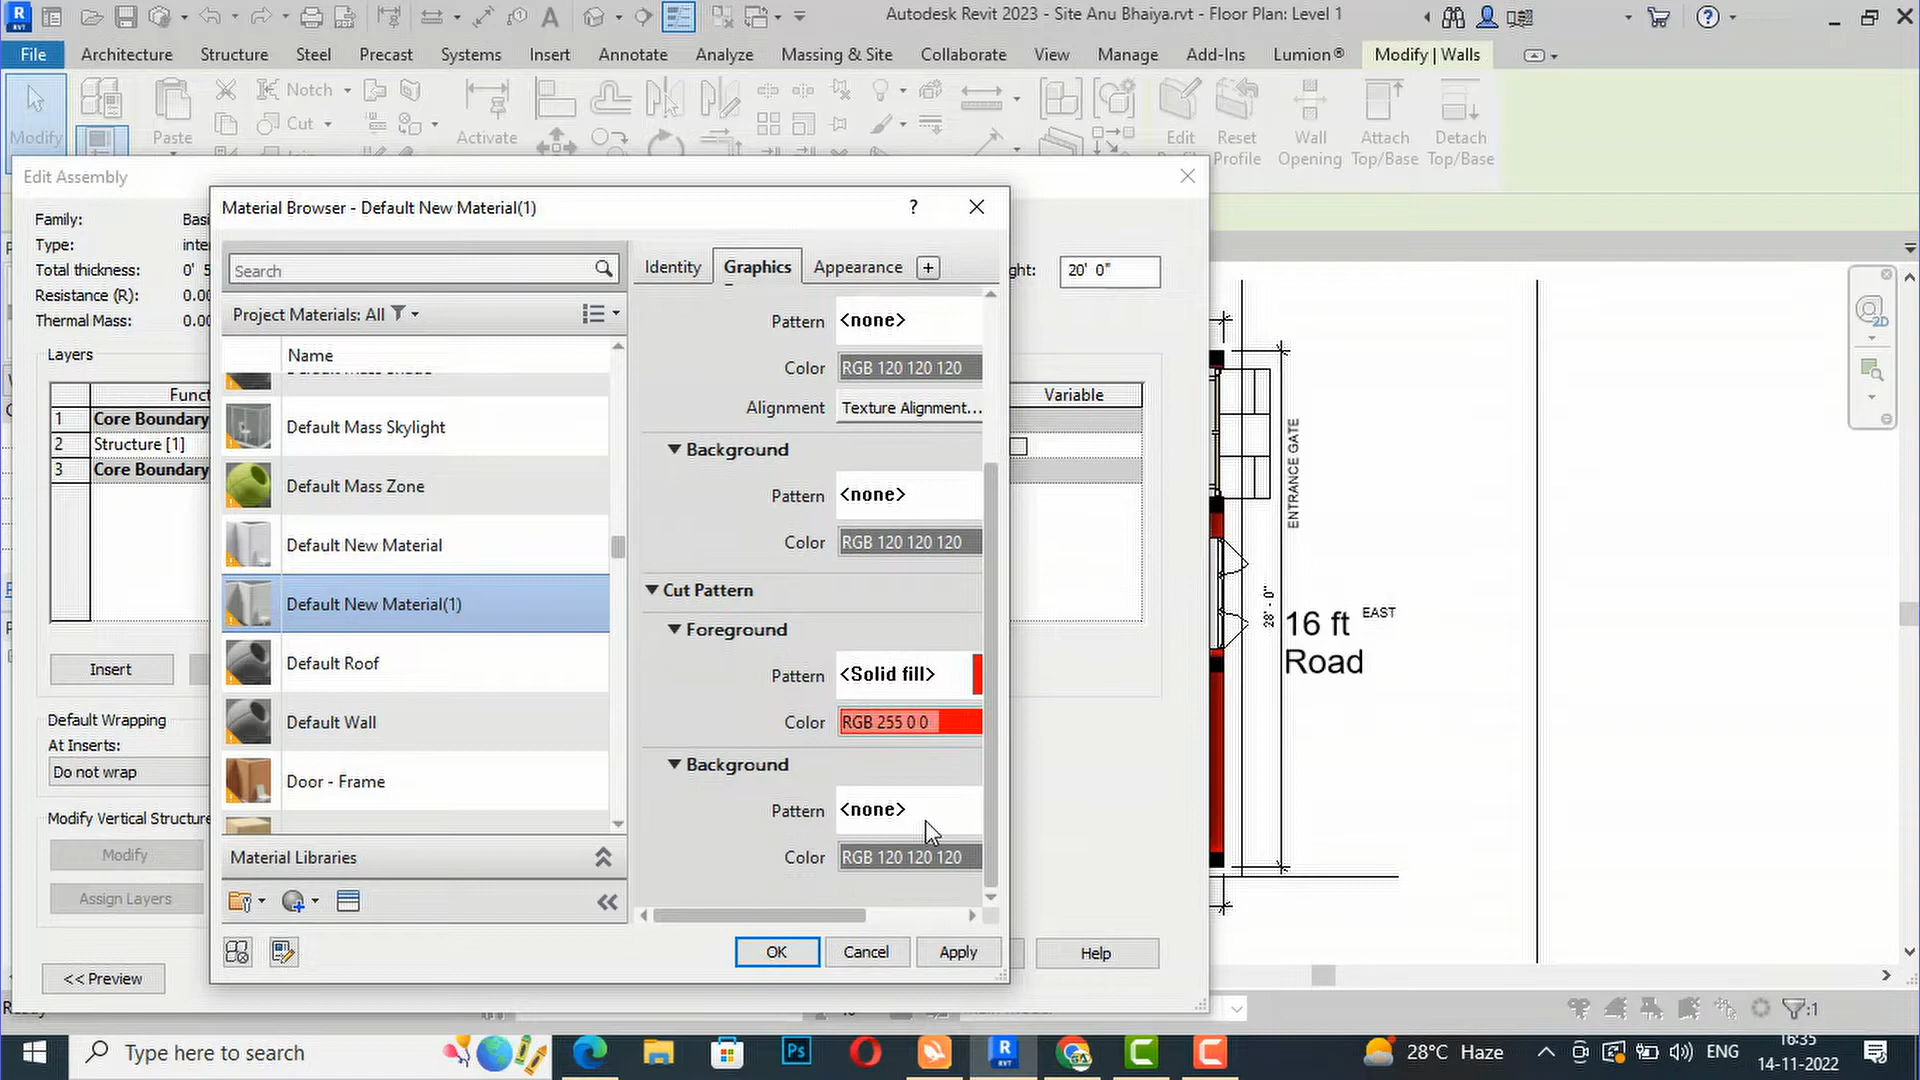 Autodesk Revit 2023 - Site Anu Bhaiya.rvt - Floor Plan: Level 1
File Architecture Structure Steel Precast Systems Insert Annotate Analyze Massing & Site Collaborate View Manage Add-Ins Lumion® Modify | Walls
Notch
Cut
Modify Paste Activate
Edit Profile
Reset Profile
Wall Opening
Attach Top/Base
Detach Top/Base
Edit Assembly
Family:
Type:
Total thickness:
Resistance (R):
Thermal Mass:
20' 0"
Layers
Variable
1 Core Boundary
2 Structure [1]
3 Core Boundary
Insert
Default Wrapping
At Inserts:
Do not wrap
Modify Vertical Structure
Modify
Assign Layers
<< Preview
Help
Material Browser - Default New Material(1)
?
Search
Project Materials: All
Name
Default Mass Skylight
Default Mass Zone
Default New Material
Default New Material(1)
Default Roof
Default Wall
Door - Frame
Material Libraries
Identity Graphics Appearance +
Pattern <none>
Color RGB 120 120 120
Alignment Texture Alignment...
Background
Pattern <none>
Color RGB 120 120 120
Cut Pattern
Foreground
Pattern <Solid fill>
Color RGB 255 0 0
Background
Pattern <none>
Color RGB 120 120 120
OK Cancel Apply
ENTRANCE GATE
28' - 0"
16 ft EAST
Road
2D
:1
Type here to search
28°C Haze
ENG
16:35
14-11-2022